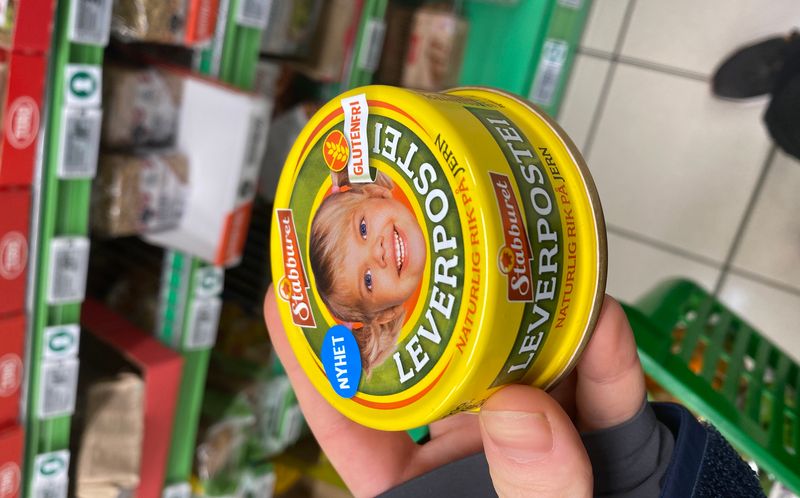 GLUTENFRI
Stabburet
LEVERPOSTEI
NATURLIG RIK PÅ JERN
NYHET
Stabburet
LEVERPOSTEI
NATURLIG RIK PÅ JERN